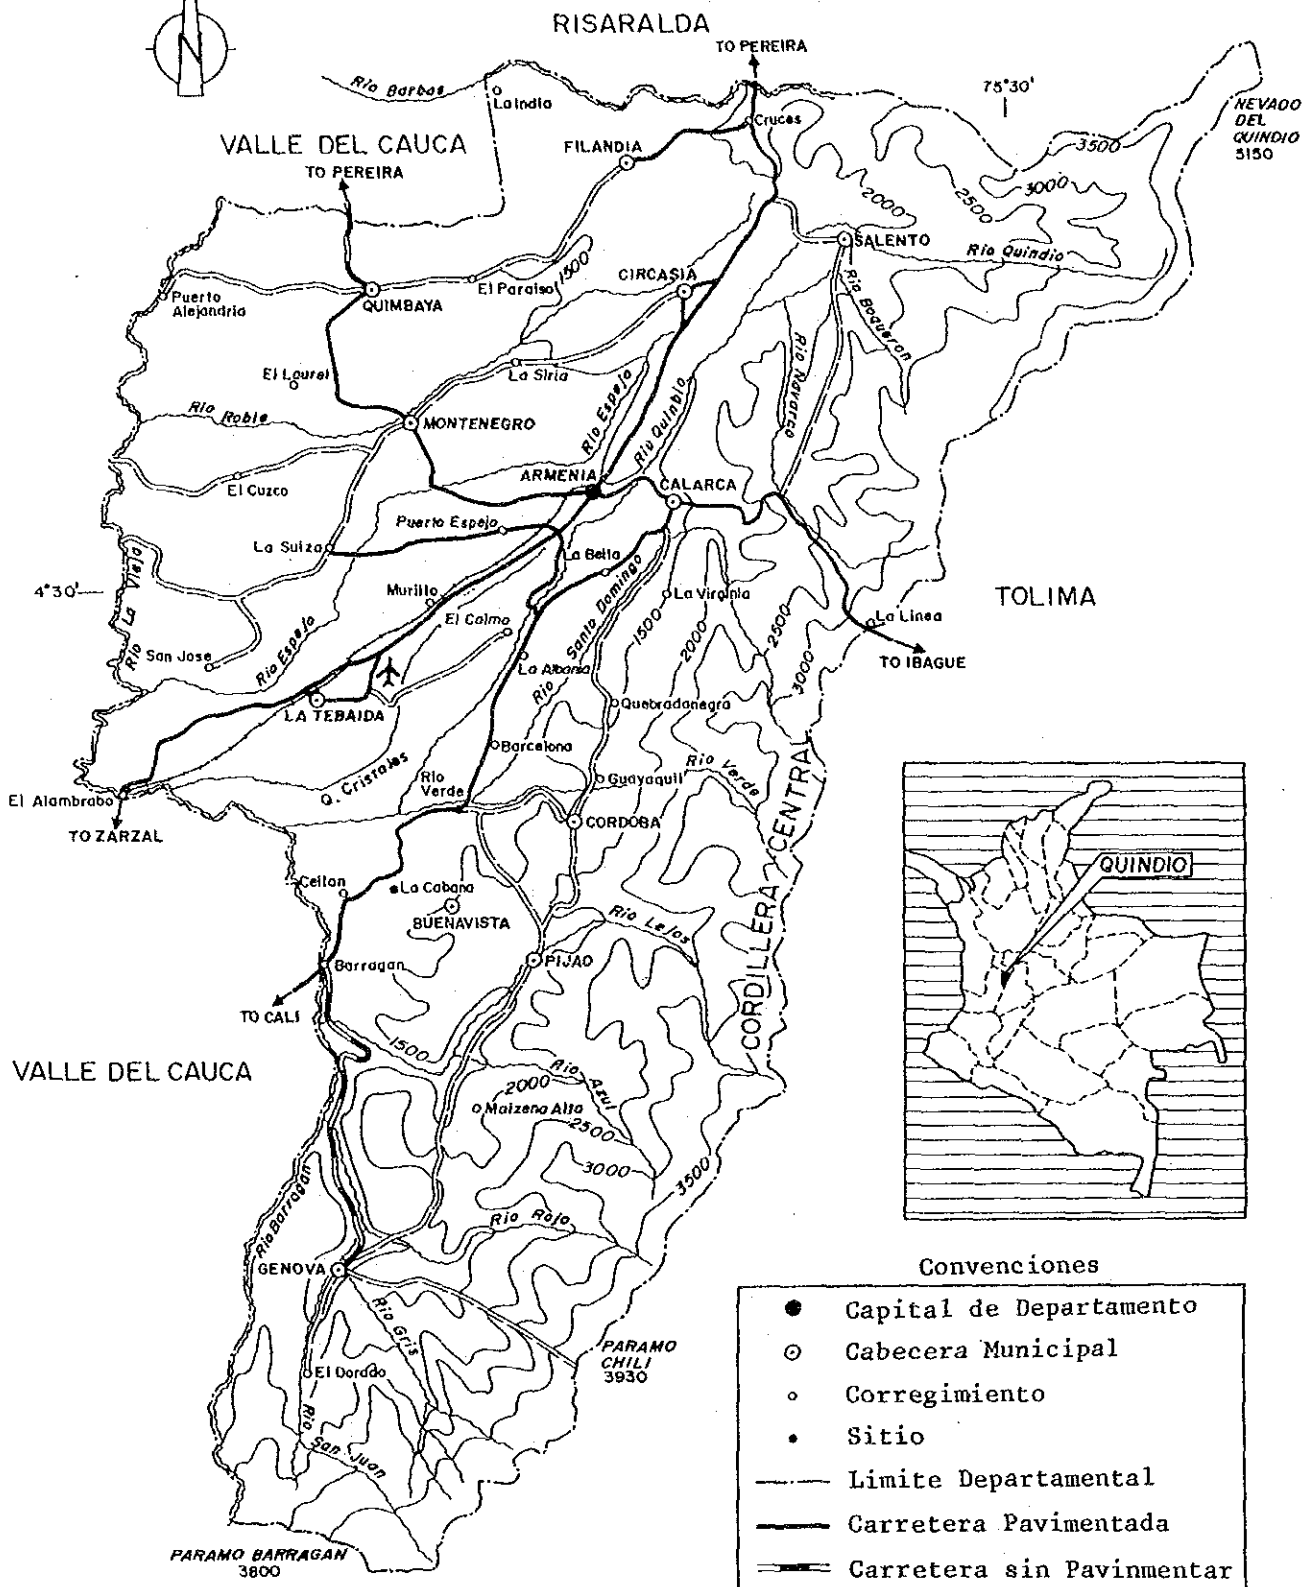 N
RISARALDA
TO PEREIRA
Rio Barbas
La India
75°30'
NEVADO
DEL
QUINDIO
5150
Cruces
VALLE DEL CAUCA
FILANDIA
3500
TO PEREIRA
3000
2500
2000
SALENTO
Rio Quindio
CIRCASIA
1500
El Paraiso
Puerto
Alejandria
QUIMBAYA
Rio Boqueron
La Siria
El Laurel
Rio Espejo
Rio Quinbio
Rio Navarco
Rio Roble
MONTENEGRO
ARMENIA
CALARCA
El Cuzco
Puerto Espejo
La Suiza
La Bella
4°30'
Rio La Vieja
Murillo
Rio Santo Domingo
La Virginia
TOLIMA
1500
2000
2500
3000
El Calmo
La Linea
San Jose
Rio Espejo
La Albania
TO IBAGUE
Quebradanegra
LA TEBAIDA
Barcelona
Q. Cristales
Rio
Verde
Guayaquil
Rio Verde
El Alambrabo
TO ZARZAL
CORDOBA
CORDILLERA CENTRAL
QUINDIO
Ceilan
La Cabana
BUENAVISTA
Rio Lejos
Barragan
PIJAO
TO CALI
1500
VALLE DEL CAUCA
2000
Rio Azul
Maizena Alta
2500
3000
3500
Rio Barragan
Rio Rojo
GENOVA
Rio Gris
PARAMO
CHILI
3930
El Dorado
Rio San Juan
PARAMO BARRAGAN
3800
Convenciones
Capital de Departamento
Cabecera Municipal
Corregimiento
Sitio
Limite Departamental
Carretera Pavimentada
Carretera sin Pavinmentar